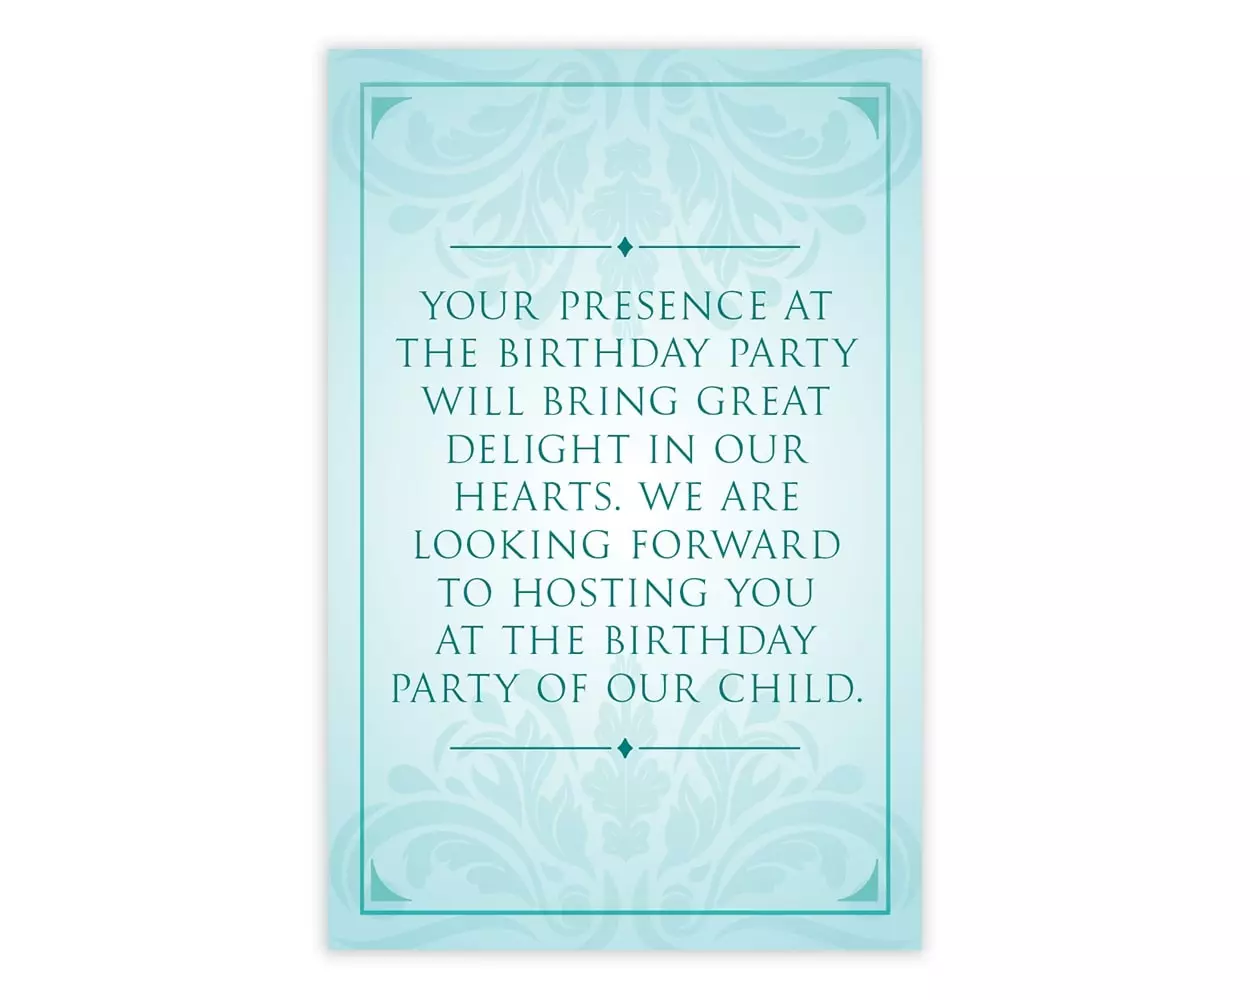 YOUR PRESENCE AT
THE BIRTHDAY PARTY
WILL BRING GREAT
DELIGHT IN OUR
HEARTS. WE ARE
LOOKING FORWARD
TO HOSTING YOU
AT THE BIRTHDAY
PARTY OF OUR CHILD.